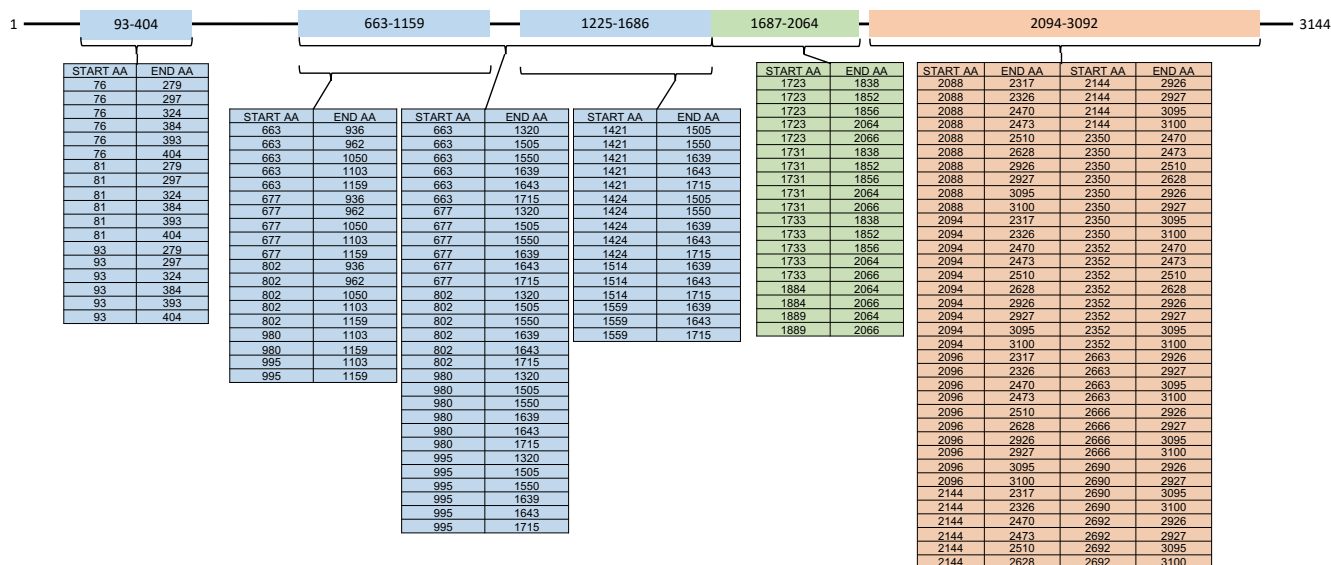 1 93-404 663-1159 1225-1686 1687-2064 2094-3092 3144
START AA END AA
76 279
76 297
76 324
76 384
76 393
76 404
81 279
81 297
81 324
81 384
81 393
81 404
93 279
93 297
93 324
93 384
93 393
93 404
START AA END AA
663 936
663 962
663 1050
663 1103
663 1159
677 936
677 962
677 1050
677 1103
677 1159
802 936
802 962
802 1050
802 1103
802 1159
980 1103
980 1159
995 1103
995 1159
START AA END AA
663 1320
663 1505
663 1550
663 1639
663 1643
663 1715
677 1320
677 1505
677 1550
677 1639
677 1643
677 1715
802 1320
802 1505
802 1550
802 1639
802 1643
802 1715
980 1320
980 1505
980 1550
980 1639
980 1643
980 1715
995 1320
995 1505
995 1550
995 1639
995 1643
995 1715
START AA END AA
1421 1505
1421 1550
1421 1639
1421 1643
1421 1715
1424 1505
1424 1550
1424 1639
1424 1643
1424 1715
1514 1639
1514 1643
1514 1715
1559 1639
1559 1643
1559 1715
START AA END AA
1723 1838
1723 1852
1723 1856
1723 2064
1723 2066
1731 1838
1731 1852
1731 1856
1731 2064
1731 2066
1733 1838
1733 1852
1733 1856
1733 2064
1733 2066
1884 2064
1884 2066
1889 2064
1889 2066
START AA END AA START AA END AA
2088 2317 2144 2926
2088 2326 2144 2927
2088 2470 2144 3095
2088 2473 2144 3100
2088 2510 2350 2470
2088 2628 2350 2473
2088 2926 2350 2510
2088 2927 2350 2628
2088 3095 2350 2926
2088 3100 2350 2927
2094 2317 2350 3095
2094 2326 2350 3100
2094 2470 2352 2470
2094 2473 2352 2473
2094 2510 2352 2510
2094 2628 2352 2628
2094 2926 2352 2926
2094 2927 2352 2927
2094 3095 2352 3095
2094 3100 2352 3100
2096 2317 2663 2926
2096 2326 2663 2927
2096 2470 2663 3095
2096 2473 2663 3100
2096 2510 2666 2926
2096 2628 2666 2927
2096 2926 2666 3095
2096 2927 2666 3100
2096 3095 2690 2926
2096 3100 2690 2927
2144 2317 2690 3095
2144 2326 2690 3100
2144 2470 2692 2926
2144 2473 2692 2927
2144 2510 2692 3095
2144 2628 2692 3100